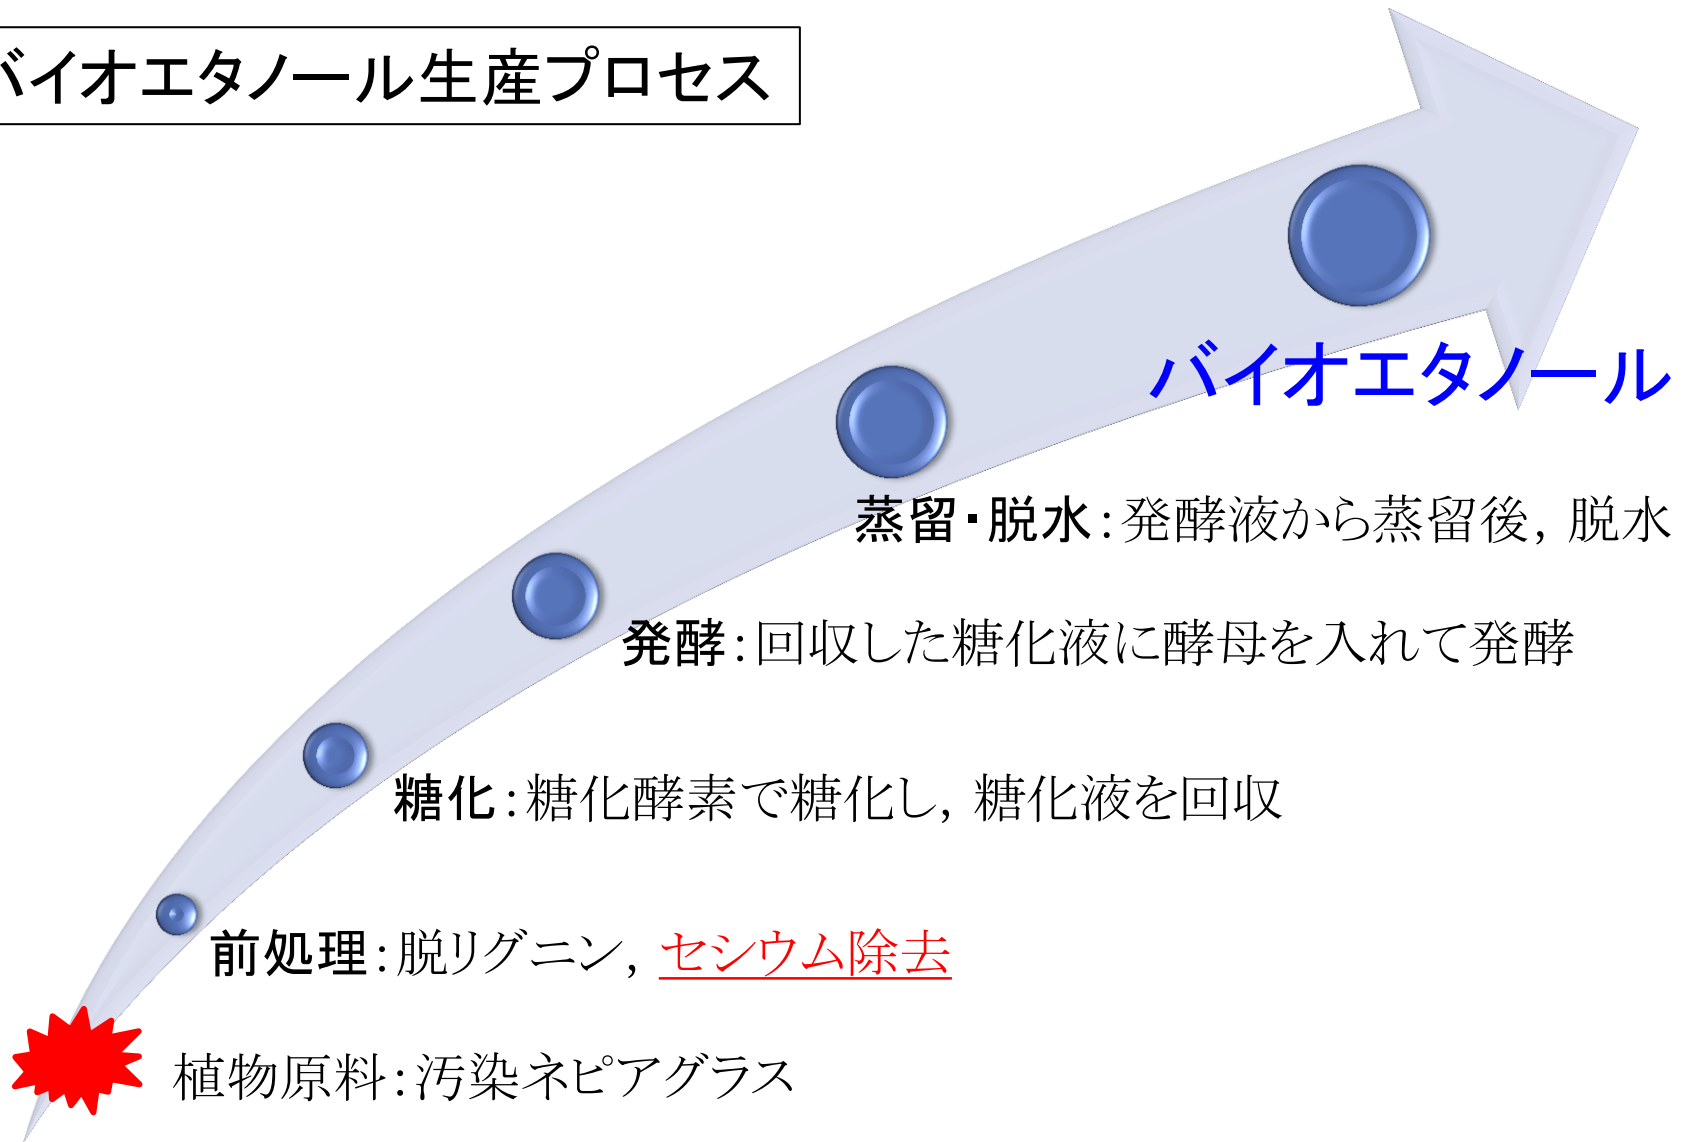 バイオエタノール生産プロセス
バイオエタノール
蒸留・脱水：発酵液から蒸留後，脱水
発酵：回収した糖化液に酵母を入れて発酵
糖化：糖化酵素で糖化し，糖化液を回収
前処理：脱リグニン，セシウム除去
植物原料：汚染ネピアグラス